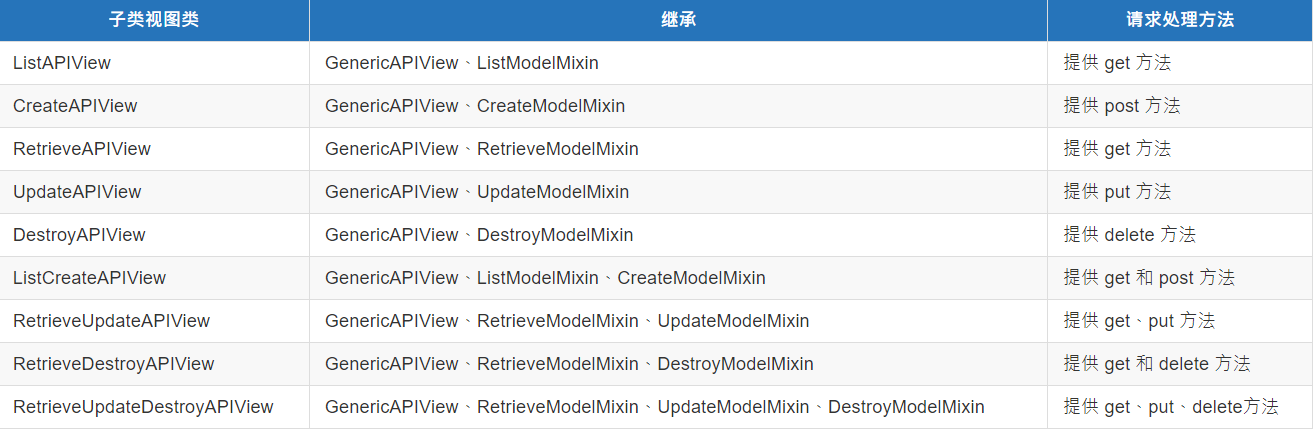 子类视图类 继承 请求处理方法
ListAPIView GenericAPIView、ListModelMixin 提供 get 方法
CreateAPIView GenericAPIView、CreateModelMixin 提供 post 方法
RetrieveAPIView GenericAPIView、RetrieveModelMixin 提供 get 方法
UpdateAPIView GenericAPIView、UpdateModelMixin 提供 put 方法
DestroyAPIView GenericAPIView、DestroyModelMixin 提供 delete 方法
ListCreateAPIView GenericAPIView、ListModelMixin、CreateModelMixin 提供 get 和 post 方法
RetrieveUpdateAPIView GenericAPIView、RetrieveModelMixin、UpdateModelMixin 提供 get、put 方法
RetrieveDestroyAPIView GenericAPIView、RetrieveModelMixin、DestroyModelMixin 提供 get 和 delete 方法
RetrieveUpdateDestroyAPIView GenericAPIView、RetrieveModelMixin、UpdateModelMixin、DestroyModelMixin 提供 get、put、delete方法